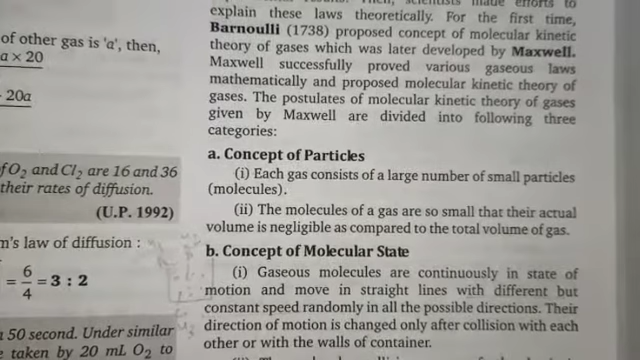 of other gas is 'a', then,
a × 20
20a
of O₂ and Cl₂ are 16 and 36
their rates of diffusion.
(U.P. 1992)
m's law of diffusion :
= 6/4 = 3 : 2
50 second. Under similar
taken by 20 mL O₂ to
made efforts to
explain these laws theoretically. For the first time,
Barnoulli (1738) proposed concept of molecular kinetic
theory of gases which was later developed by Maxwell.
Maxwell successfully proved various gaseous laws
mathematically and proposed molecular kinetic theory of
gases. The postulates of molecular kinetic theory of gases
given by Maxwell are divided into following three
categories:
a. Concept of Particles
(i) Each gas consists of a large number of small particles
(molecules).
(ii) The molecules of a gas are so small that their actual
volume is negligible as compared to the total volume of gas.
b. Concept of Molecular State
(i) Gaseous molecules are continuously in state of
motion and move in straight lines with different but
constant speed randomly in all the possible directions. Their
direction of motion is changed only after collision with each
other or with the walls of container.